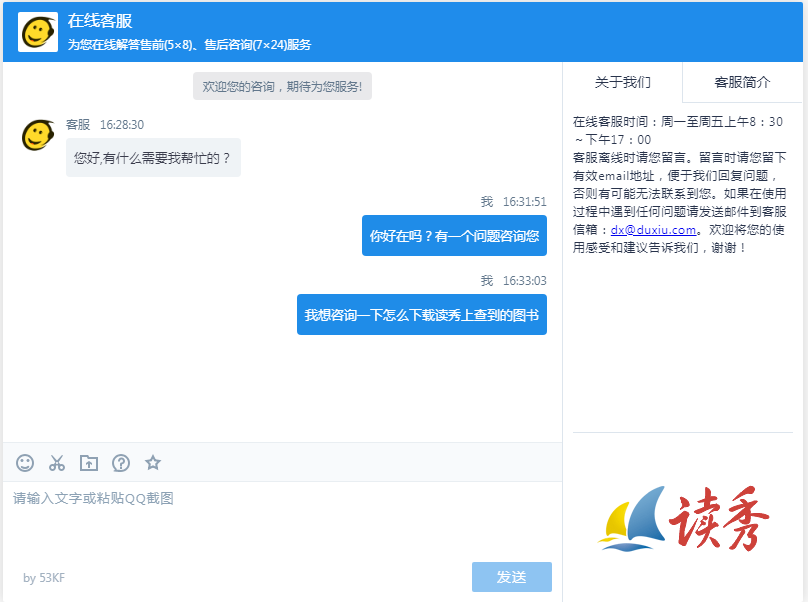 在线客服
为您在线解答售前(5×8)、售后咨询(7×24)服务
欢迎您的咨询，期待为您服务!
客服 16:28:30
您好,有什么需要我帮忙的？
我 16:31:51
你好在吗？有一个问题咨询您
我 16:33:03
我想咨询一下怎么下载读秀上查到的图书
请输入文字或粘贴QQ截图
by 53KF
发送
关于我们
客服简介
在线客服时间：周一至周五上午8：30
～下午17：00
客服离线时请您留言。留言时请您留下
有效email地址，便于我们回复问题，
否则有可能无法联系到您。如果在使用
过程中遇到任何问题请发送邮件到客服
信箱：dx@duxiu.com。欢迎将您的使
用感受和建议告诉我们，谢谢！
读秀